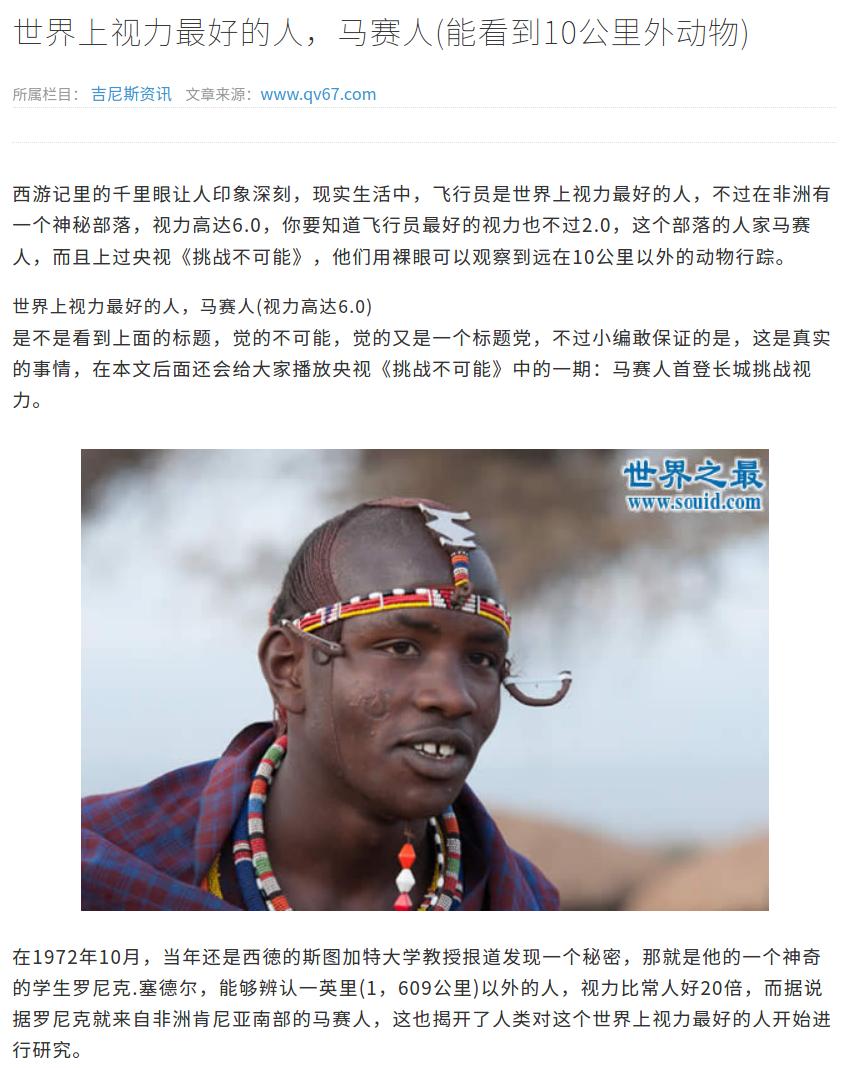 世界上视力最好的人，马赛人(能看到10公里外动物)
所属栏目： 吉尼斯资讯 文章来源：www.qv67.com
西游记里的千里眼让人印象深刻，现实生活中，飞行员是世界上视力最好的人，不过在非洲有
一个神秘部落，视力高达6.0，你要知道飞行员最好的视力也不过2.0，这个部落的人家马赛
人，而且上过央视《挑战不可能》，他们用裸眼可以观察到远在10公里以外的动物行踪。
世界上视力最好的人，马赛人(视力高达6.0)
是不是看到上面的标题，觉的不可能，觉的又是一个标题党，不过小编敢保证的是，这是真实
的事情，在本文后面还会给大家播放央视《挑战不可能》中的一期：马赛人首登长城挑战视
力。
世界之最
www.souid.com
在1972年10月，当年还是西德的斯图加特大学教授报道发现一个秘密，那就是他的一个神奇
的学生罗尼克.塞德尔，能够辨认一英里(1，609公里)以外的人，视力比常人好20倍，而据说
据罗尼克就来自非洲肯尼亚南部的马赛人，这也揭开了人类对这个世界上视力最好的人开始进
行研究。